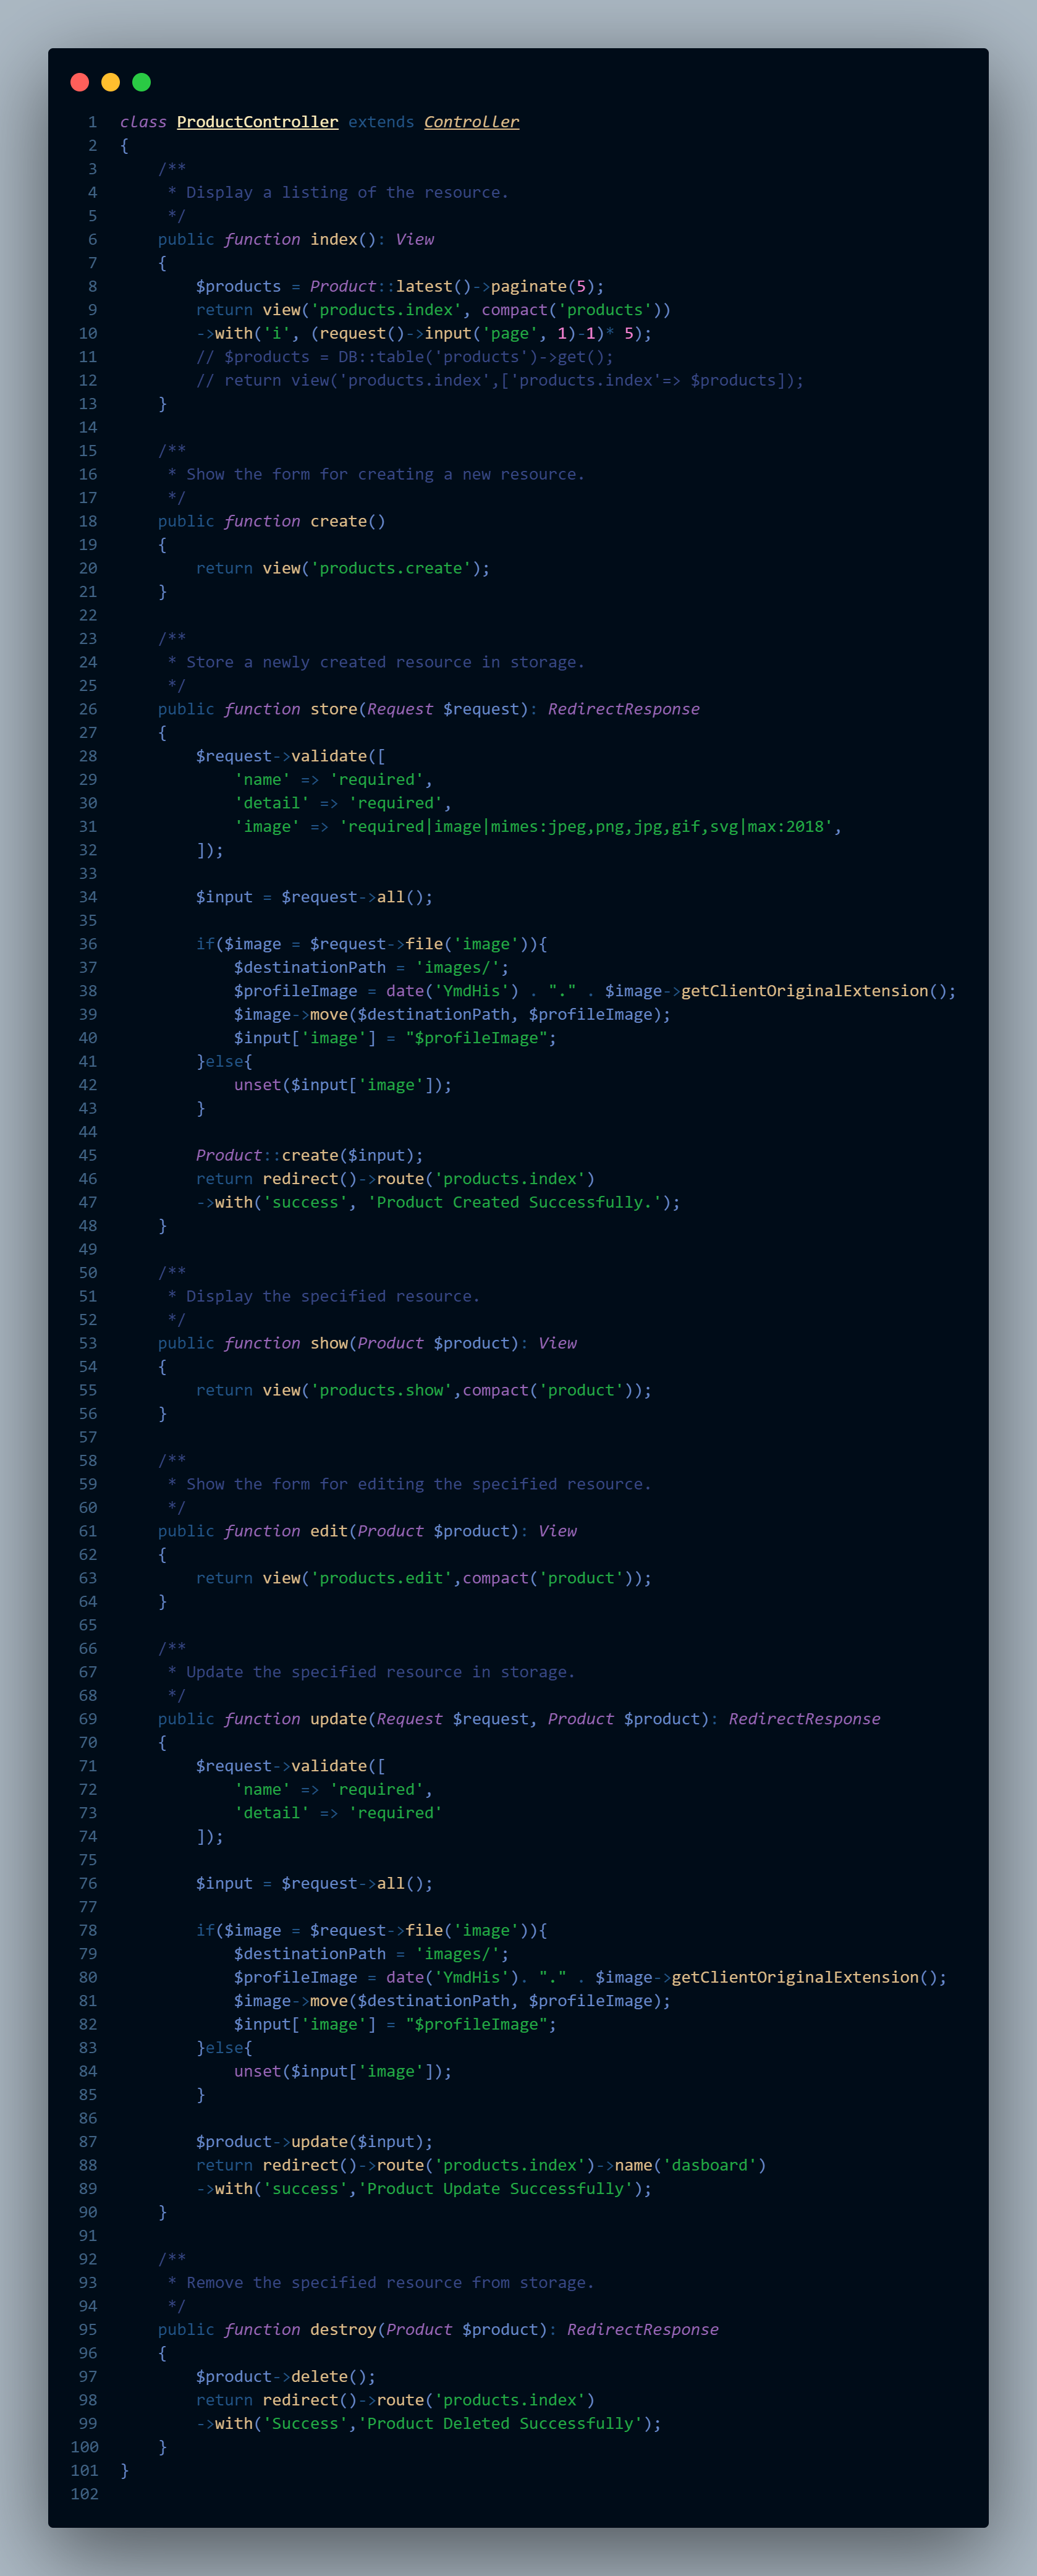 1 class ProductController extends Controller
2 {
3     /**
4      * Display a listing of the resource.
5      */
6     public function index(): View
7     {
8         $products = Product::latest()->paginate(5);
9         return view('products.index', compact('products'))
10         ->with('i', (request()->input('page', 1)-1)* 5);
11         // $products = DB::table('products')->get();
12         // return view('products.index',['products.index'=> $products]);
13     }
14
15     /**
16      * Show the form for creating a new resource.
17      */
18     public function create()
19     {
20         return view('products.create');
21     }
22
23     /**
24      * Store a newly created resource in storage.
25      */
26     public function store(Request $request): RedirectResponse
27     {
28         $request->validate([
29             'name' => 'required',
30             'detail' => 'required',
31             'image' => 'required|image|mimes:jpeg,png,jpg,gif,svg|max:2018',
32         ]);
33
34         $input = $request->all();
35
36         if($image = $request->file('image')){
37             $destinationPath = 'images/';
38             $profileImage = date('YmdHis') . "." . $image->getClientOriginalExtension();
39             $image->move($destinationPath, $profileImage);
40             $input['image'] = "$profileImage";
41         }else{
42             unset($input['image']);
43         }
44
45         Product::create($input);
46         return redirect()->route('products.index')
47         ->with('success', 'Product Created Successfully.');
48     }
49
50     /**
51      * Display the specified resource.
52      */
53     public function show(Product $product): View
54     {
55         return view('products.show',compact('product'));
56     }
57
58     /**
59      * Show the form for editing the specified resource.
60      */
61     public function edit(Product $product): View
62     {
63         return view('products.edit',compact('product'));
64     }
65
66     /**
67      * Update the specified resource in storage.
68      */
69     public function update(Request $request, Product $product): RedirectResponse
70     {
71         $request->validate([
72             'name' => 'required',
73             'detail' => 'required'
74         ]);
75
76         $input = $request->all();
77
78         if($image = $request->file('image')){
79             $destinationPath = 'images/';
80             $profileImage = date('YmdHis'). "." . $image->getClientOriginalExtension();
81             $image->move($destinationPath, $profileImage);
82             $input['image'] = "$profileImage";
83         }else{
84             unset($input['image']);
85         }
86
87         $product->update($input);
88         return redirect()->route('products.index')->name('dasboard')
89         ->with('success','Product Update Successfully');
90     }
91
92     /**
93      * Remove the specified resource from storage.
94      */
95     public function destroy(Product $product): RedirectResponse
96     {
97         $product->delete();
98         return redirect()->route('products.index')
99         ->with('Success','Product Deleted Successfully');
100     }
101 }
102